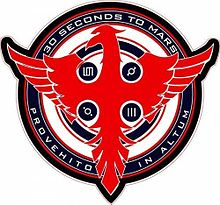 30 SECONDS TO MARS
PROVEHITO IN ALTUM